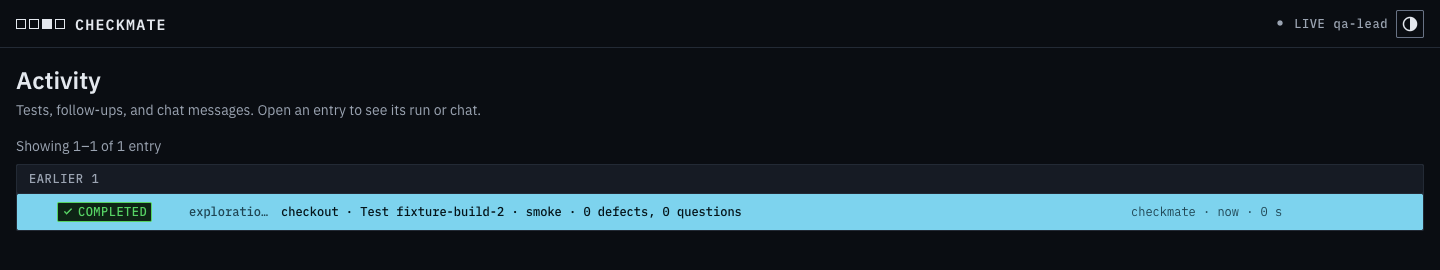 CHECKMATE
LIVE qa-lead
Activity
Tests, follow-ups, and chat messages. Open an entry to see its run or chat.
Showing 1–1 of 1 entry
EARLIER 1
COMPLETED exploratio… checkout · Test fixture-build-2 · smoke · 0 defects, 0 questions checkmate · now · 0 s